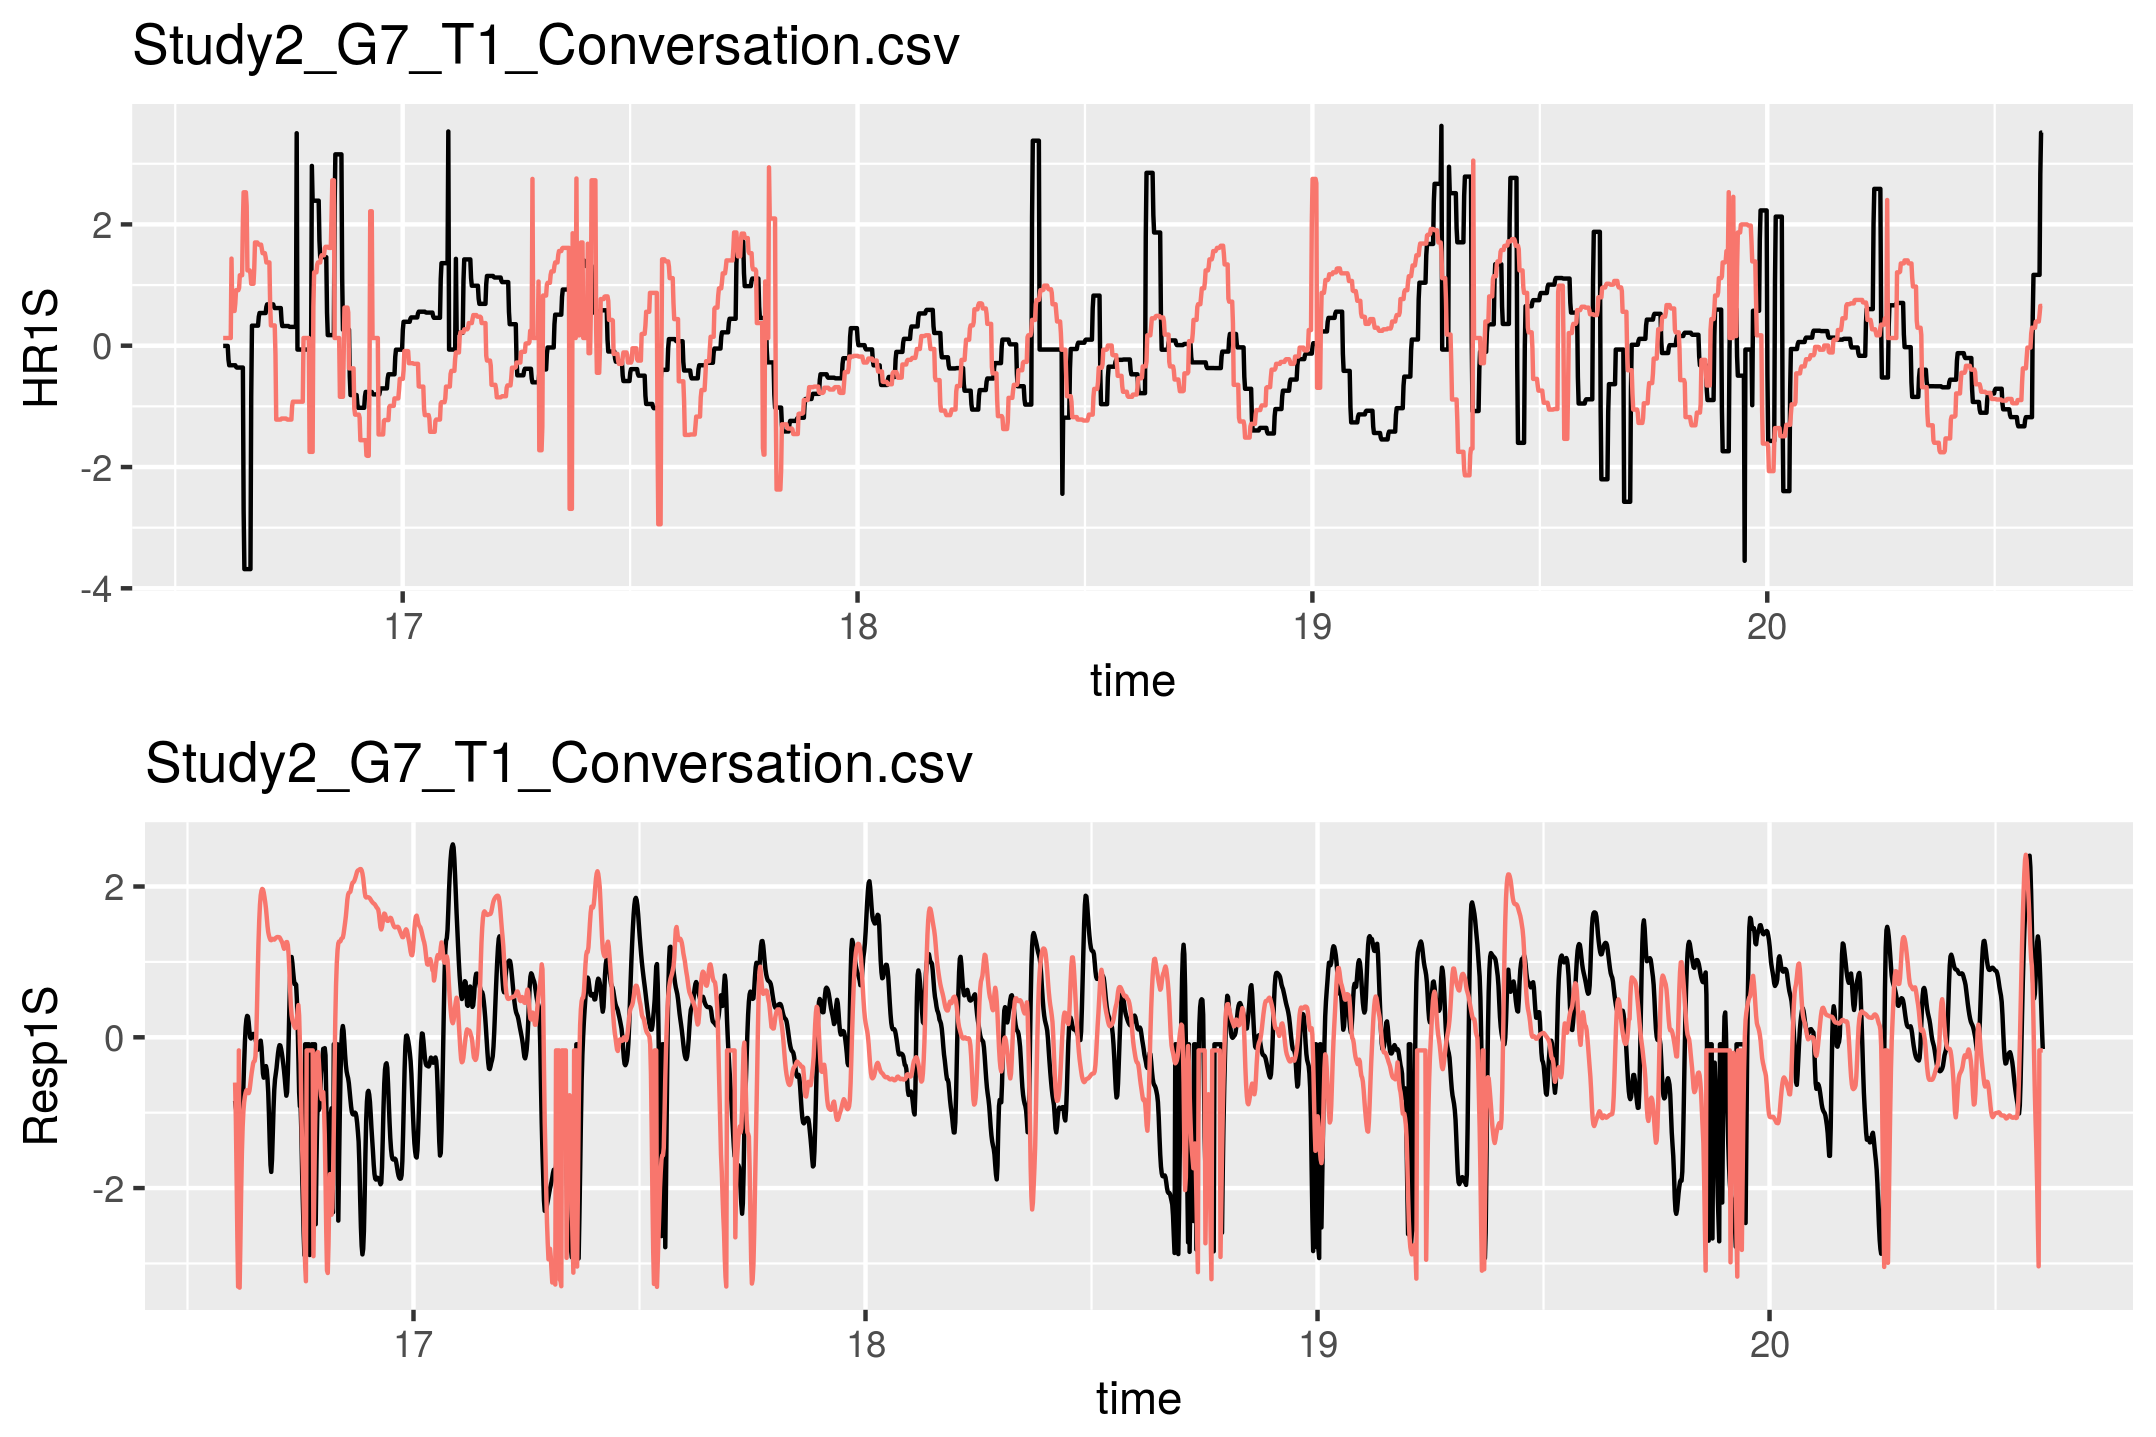 Study2_G7_T1_Conversation.csv
HR1S
2
0
-2
-4
17 18 19 20
time
Study2_G7_T1_Conversation.csv
Resp1S
2
0
-2
17 18 19 20
time